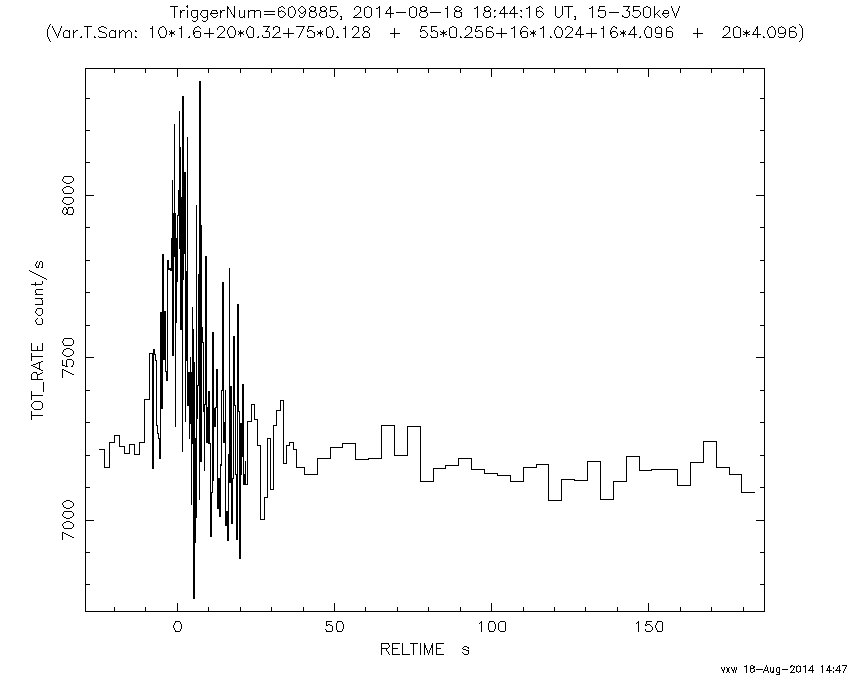 TriggerNum=609885, 2014-08-18 18:44:16 UT, 15-350keV
(Var.T.Sam: 10*1.6+20*0.32+75*0.128 + 55*0.256+16*1.024+16*4.096 + 20*4.096)
TOT_RATE count/s
8000
7500
7000
0 50 100 150
RELTIME s
vxw 18-Aug-2014 14:47